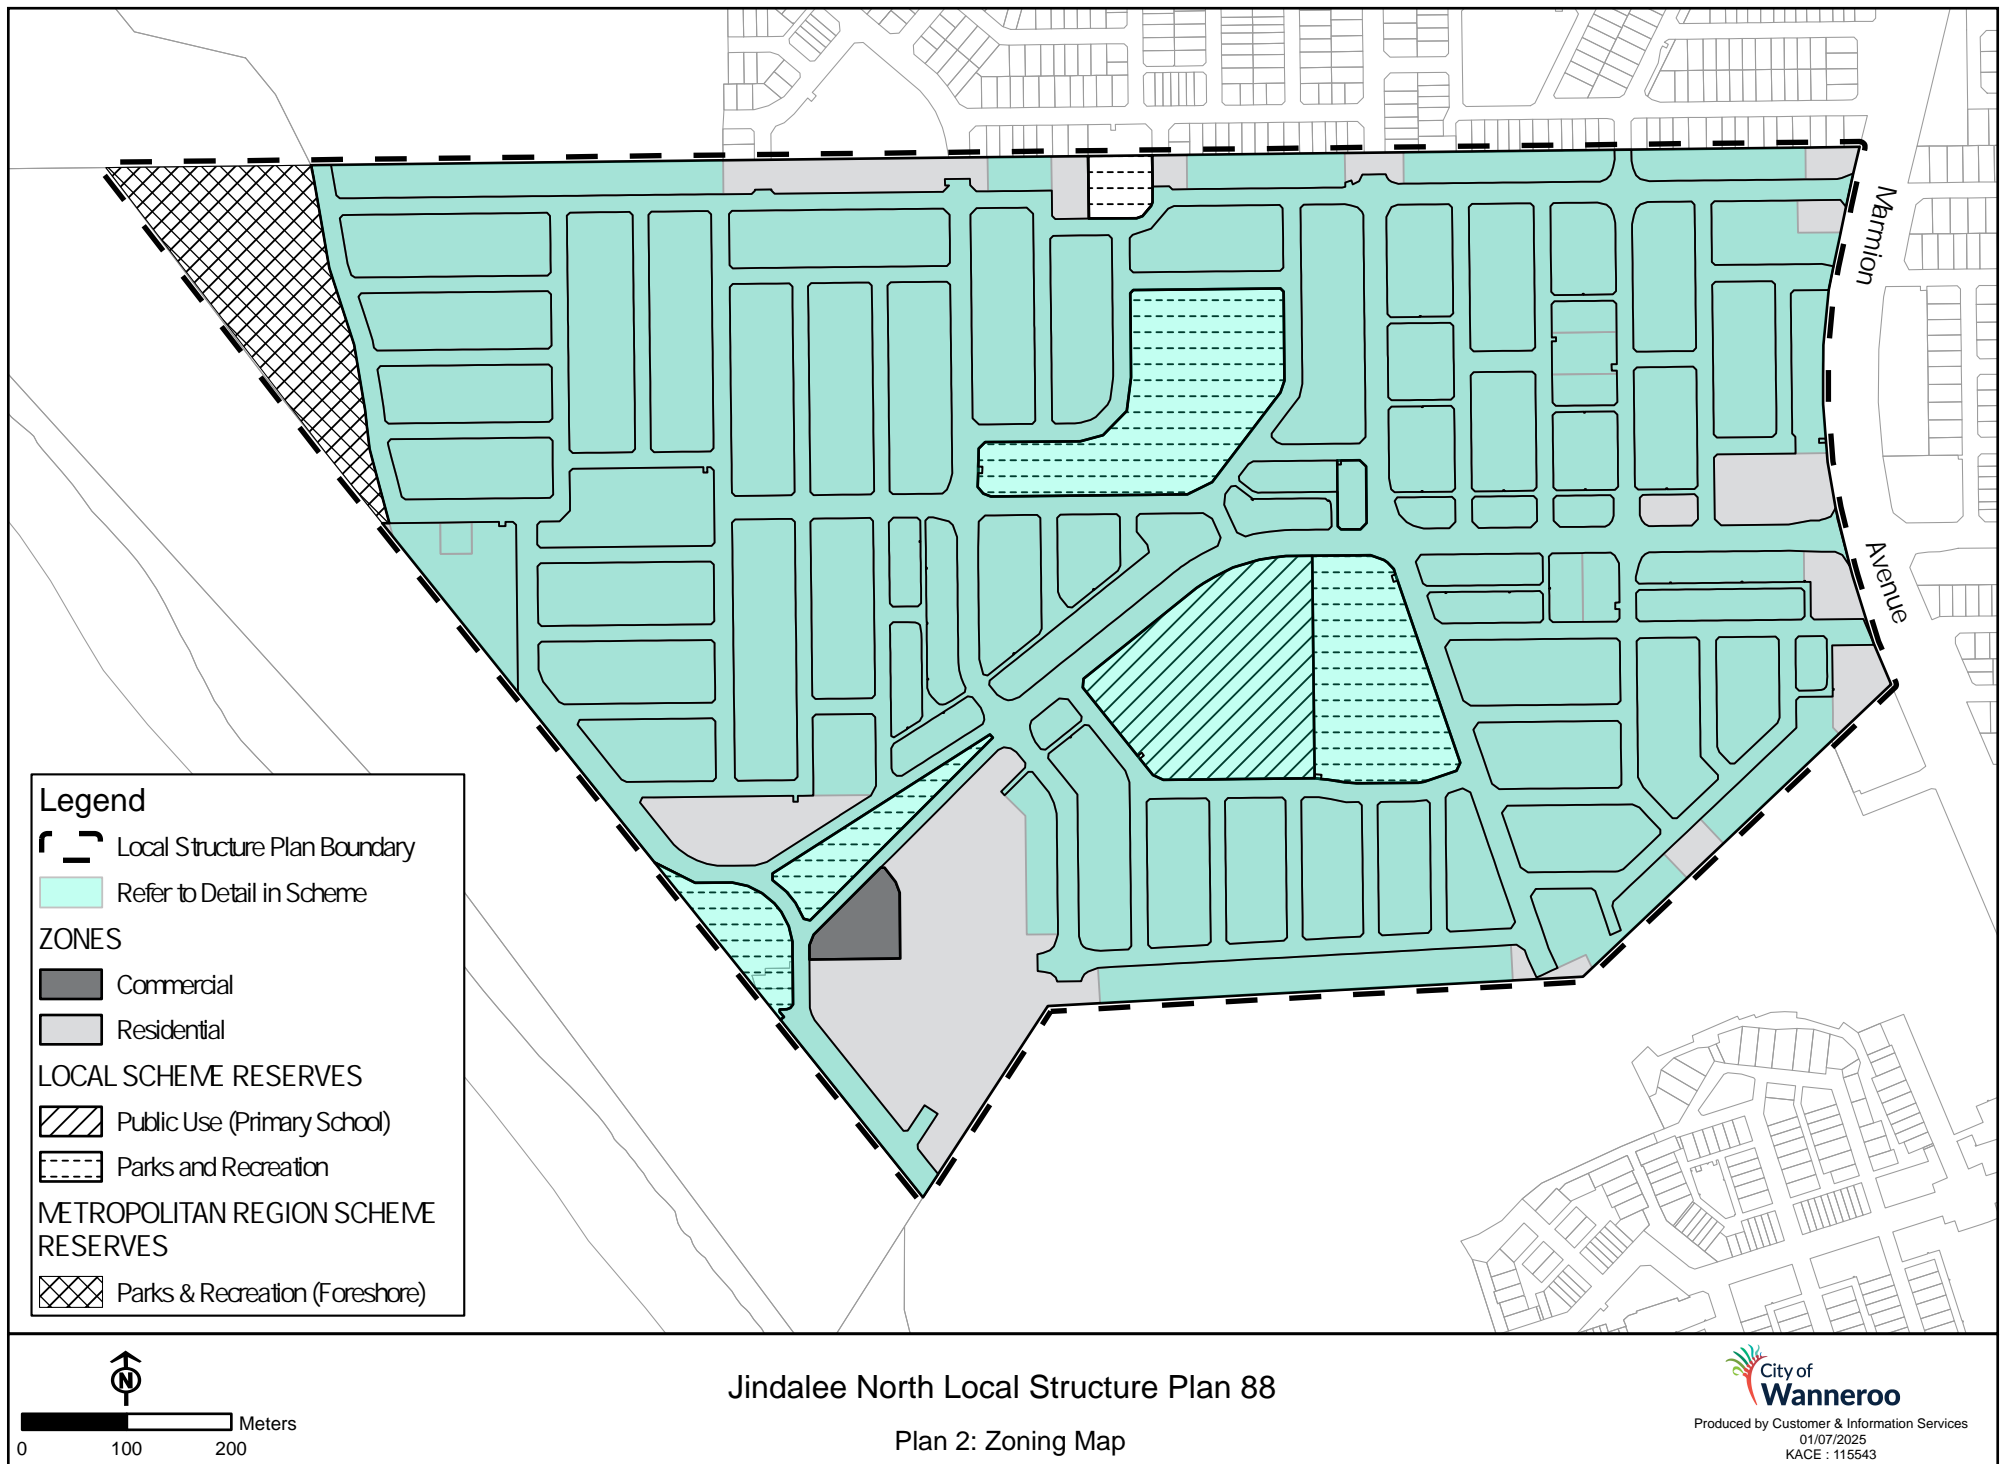 Marmion
Avenue
Legend
Local Structure Plan Boundary
Refer to Detail in Scheme
ZONES
Commercial
Residential
LOCAL SCHEME RESERVES
Public Use (Primary School)
Parks and Recreation
METROPOLITAN REGION SCHEME
RESERVES
Parks & Recreation (Foreshore)
N
Meters
0 100 200
Jindalee North Local Structure Plan 88
Plan 2: Zoning Map
City of
Wanneroo
Produced by Customer & Information Services
01/07/2025
KACE : 115543